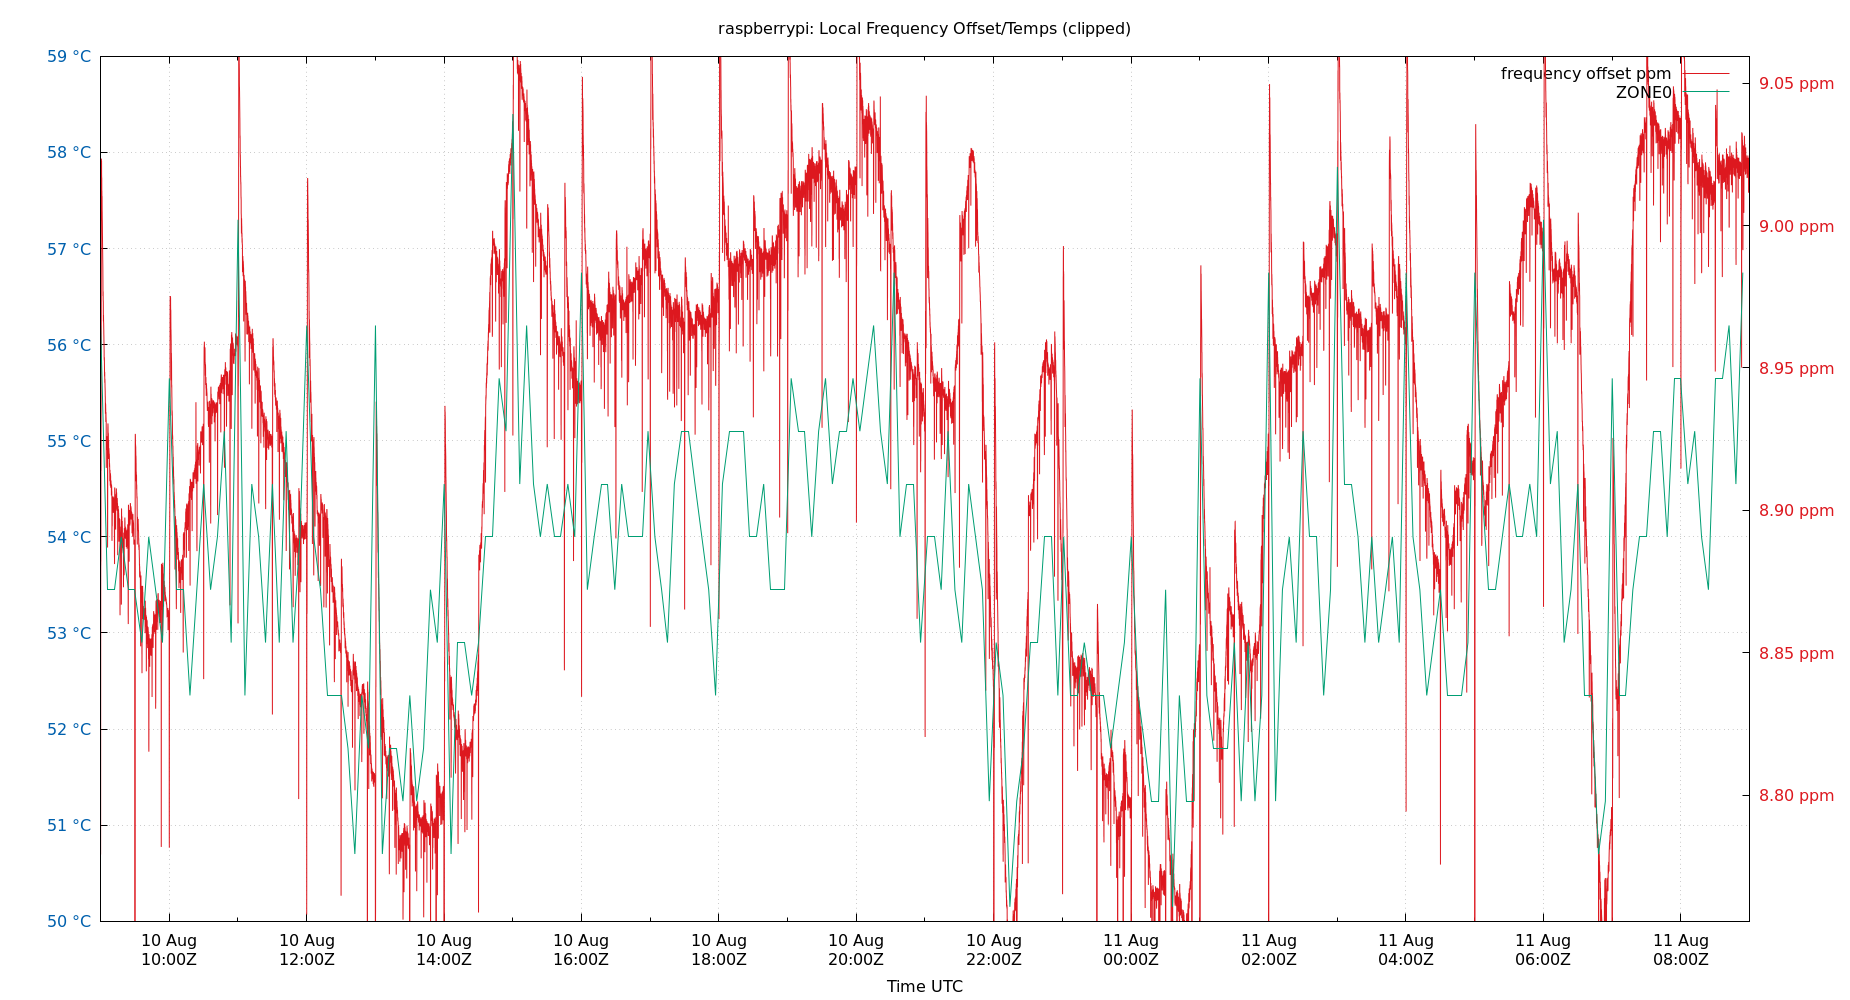 raspberrypi: Local Frequency Offset/Temps (clipped)
frequency offset ppm
ZONE0
59 °C
58 °C
57 °C
56 °C
55 °C
54 °C
53 °C
52 °C
51 °C
50 °C
9.05 ppm
9.00 ppm
8.95 ppm
8.90 ppm
8.85 ppm
8.80 ppm
10 Aug 10:00Z
10 Aug 12:00Z
10 Aug 14:00Z
10 Aug 16:00Z
10 Aug 18:00Z
10 Aug 20:00Z
10 Aug 22:00Z
11 Aug 00:00Z
11 Aug 02:00Z
11 Aug 04:00Z
11 Aug 06:00Z
11 Aug 08:00Z
Time UTC